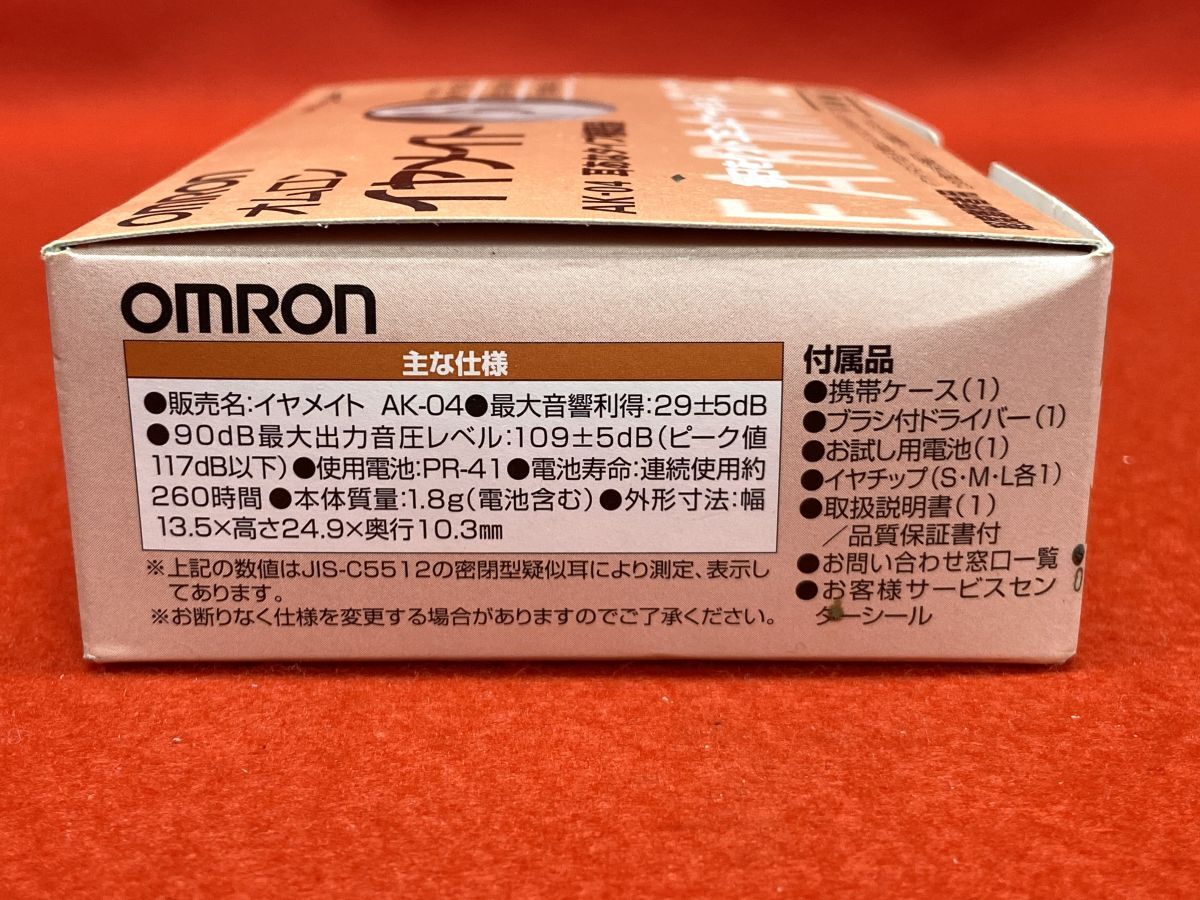 omron
オムロン
イヤメイト
AK-04
omron
主な仕様
●販売名:イヤメイト AK-04●最大音響利得:29±5dB
●90dB最大出力音圧レベル:109±5dB(ピーク値
117dB以下)●使用電池:PR-41●電池寿命:連続使用約
260時間●本体質量:1.8g(電池含む)●外形寸法:幅
13.5×高さ24.9×奥行10.3mm
※上記の数値はJIS-C5512の密閉型疑似耳により測定、表示し
てあります。
※お断りなく仕様を変更する場合がありますのでご了承ください。
付属品
●携帯ケース(1)
●ブラシ付ドライバー(1)
●お試し用電池(1)
●イヤチップ(S・M・L各1)
●取扱説明書(1)
/品質保証書付
●お問い合わせ窓口一覧
●お客様サービスセン
ターシール